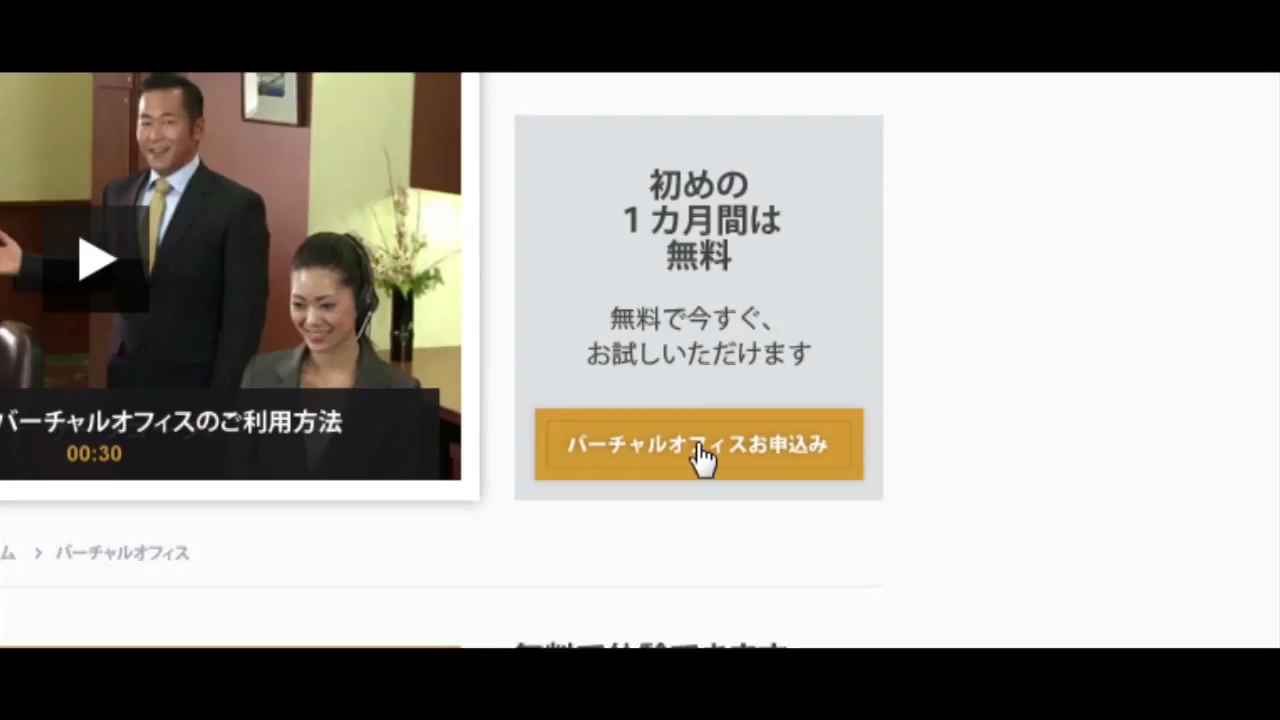 初めの
1カ月間は
無料
無料で今すぐ、
お試しいただけます
バーチャルオフィスお申込み
バーチャルオフィスのご利用方法
00:30
ム > バーチャルオフィス